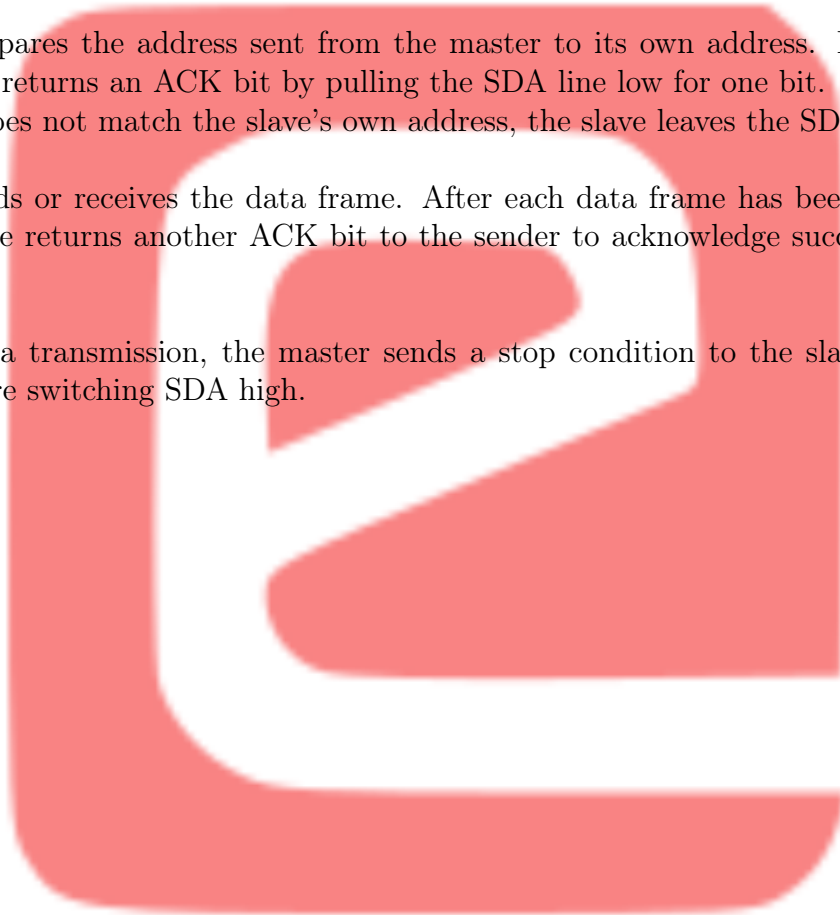 pares the address sent from the master to its own address.
returns an ACK bit by pulling the SDA line low for one bit.
oes not match the slave's own address, the slave leaves the SD
ds or receives the data frame. After each data frame has bee
e returns another ACK bit to the sender to acknowledge succ
a transmission, the master sends a stop condition to the sla
re switching SDA high.